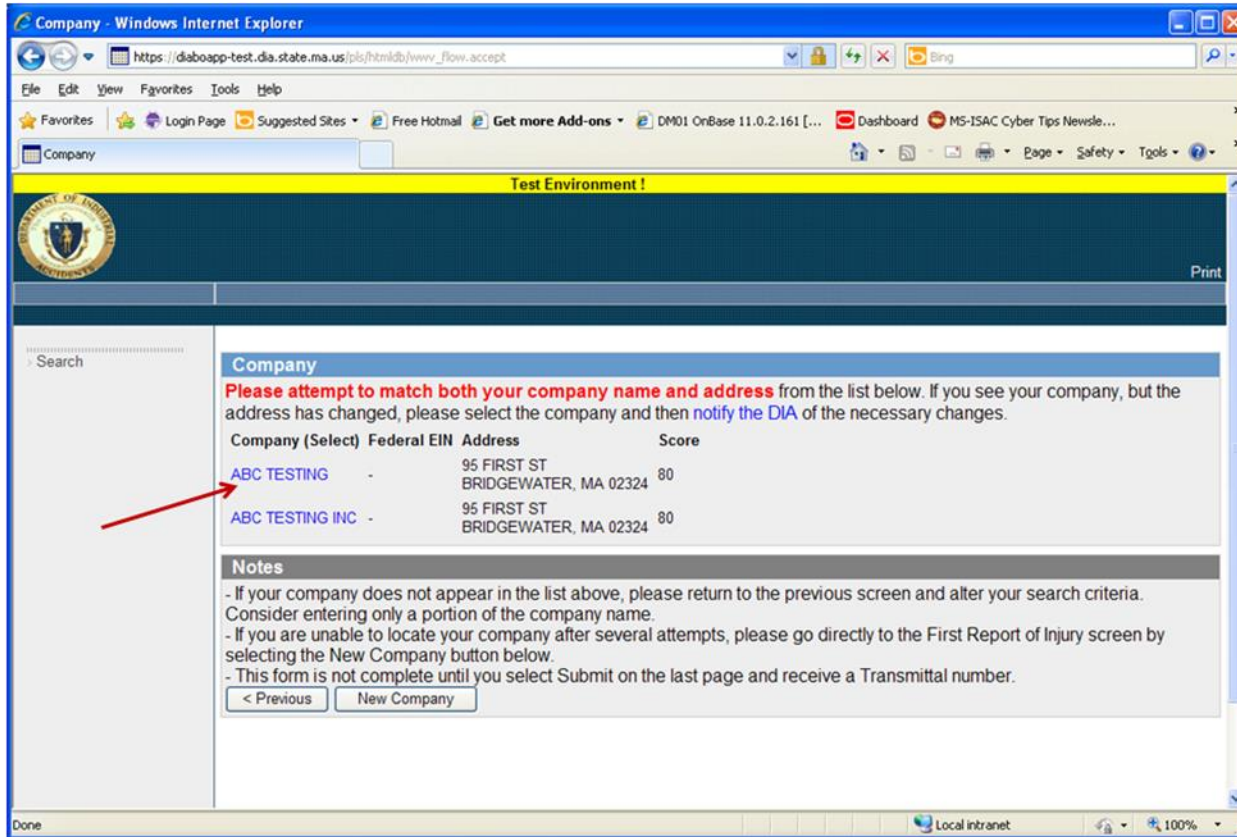 Company - Windows Internet Explorer
https://diaboapp-test.dia.state.ma.us/pls/htmldb/wwv_flow.accept
Bing
File Edit View Favorites Tools Help
Favorites Login Page Suggested Sites Free Hotmail Get more Add-ons DM01 OnBase 11.0.2.161 [... Dashboard MS-ISAC Cyber Tips Newsle...
Company Page Safety Tools
Test Environment !
DEPARTMENT OF INDUSTRIAL ACCIDENTS
Print
Search
Company
Please attempt to match both your company name and address from the list below. If you see your company, but the
address has changed, please select the company and then notify the DIA of the necessary changes.
Company (Select) Federal EIN Address Score
ABC TESTING - 95 FIRST ST
BRIDGEWATER, MA 02324 80
ABC TESTING INC - 95 FIRST ST
BRIDGEWATER, MA 02324 80
Notes
- If your company does not appear in the list above, please return to the previous screen and alter your search criteria.
Consider entering only a portion of the company name.
- If you are unable to locate your company after several attempts, please go directly to the First Report of Injury screen by
selecting the New Company button below.
- This form is not complete until you select Submit on the last page and receive a Transmittal number.
< Previous New Company
Done Local intranet 100%